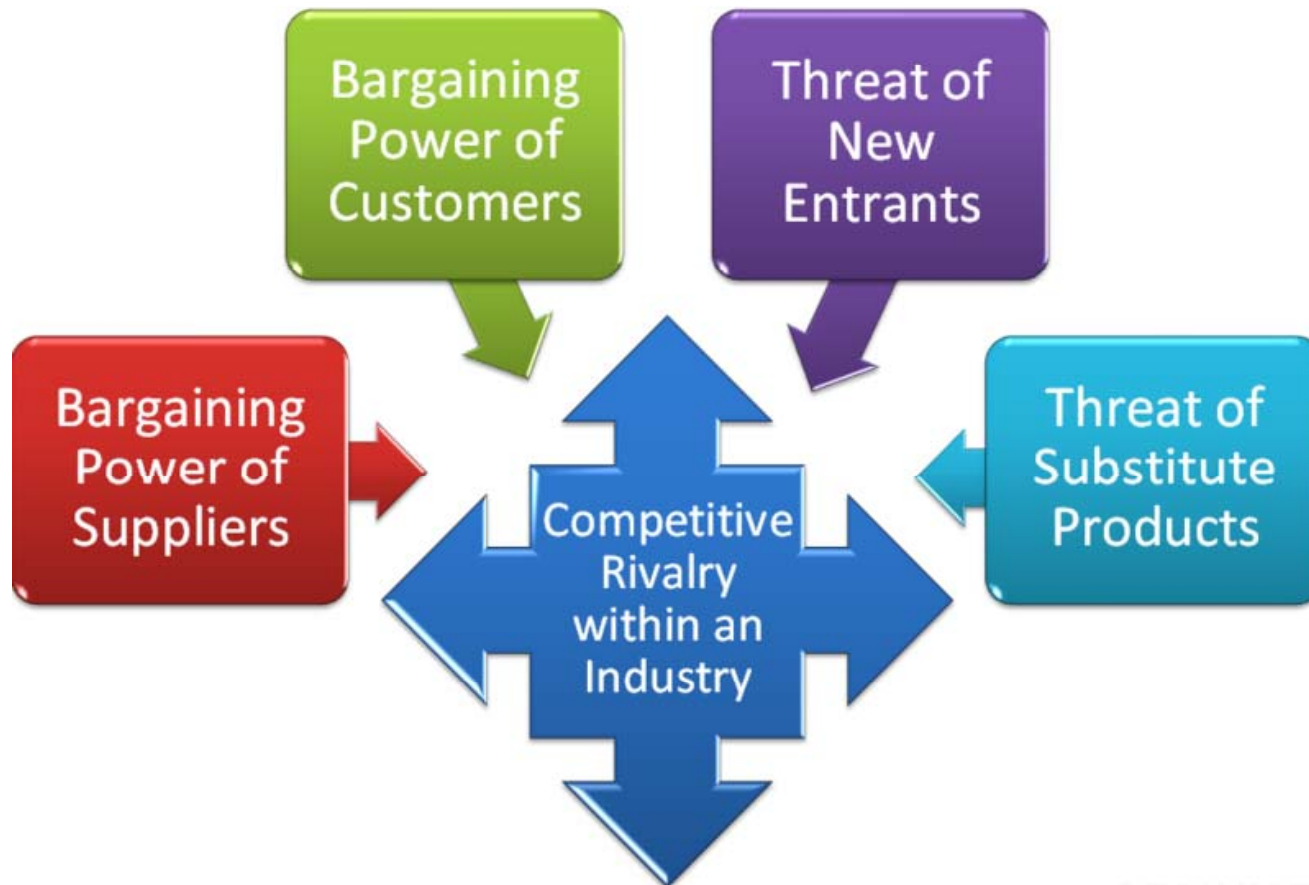 Bargaining
Power of
Customers
Threat of
New
Entrants
Bargaining
Power of
Suppliers
Threat of
Substitute
Products
Competitive
Rivalry
within an
Industry